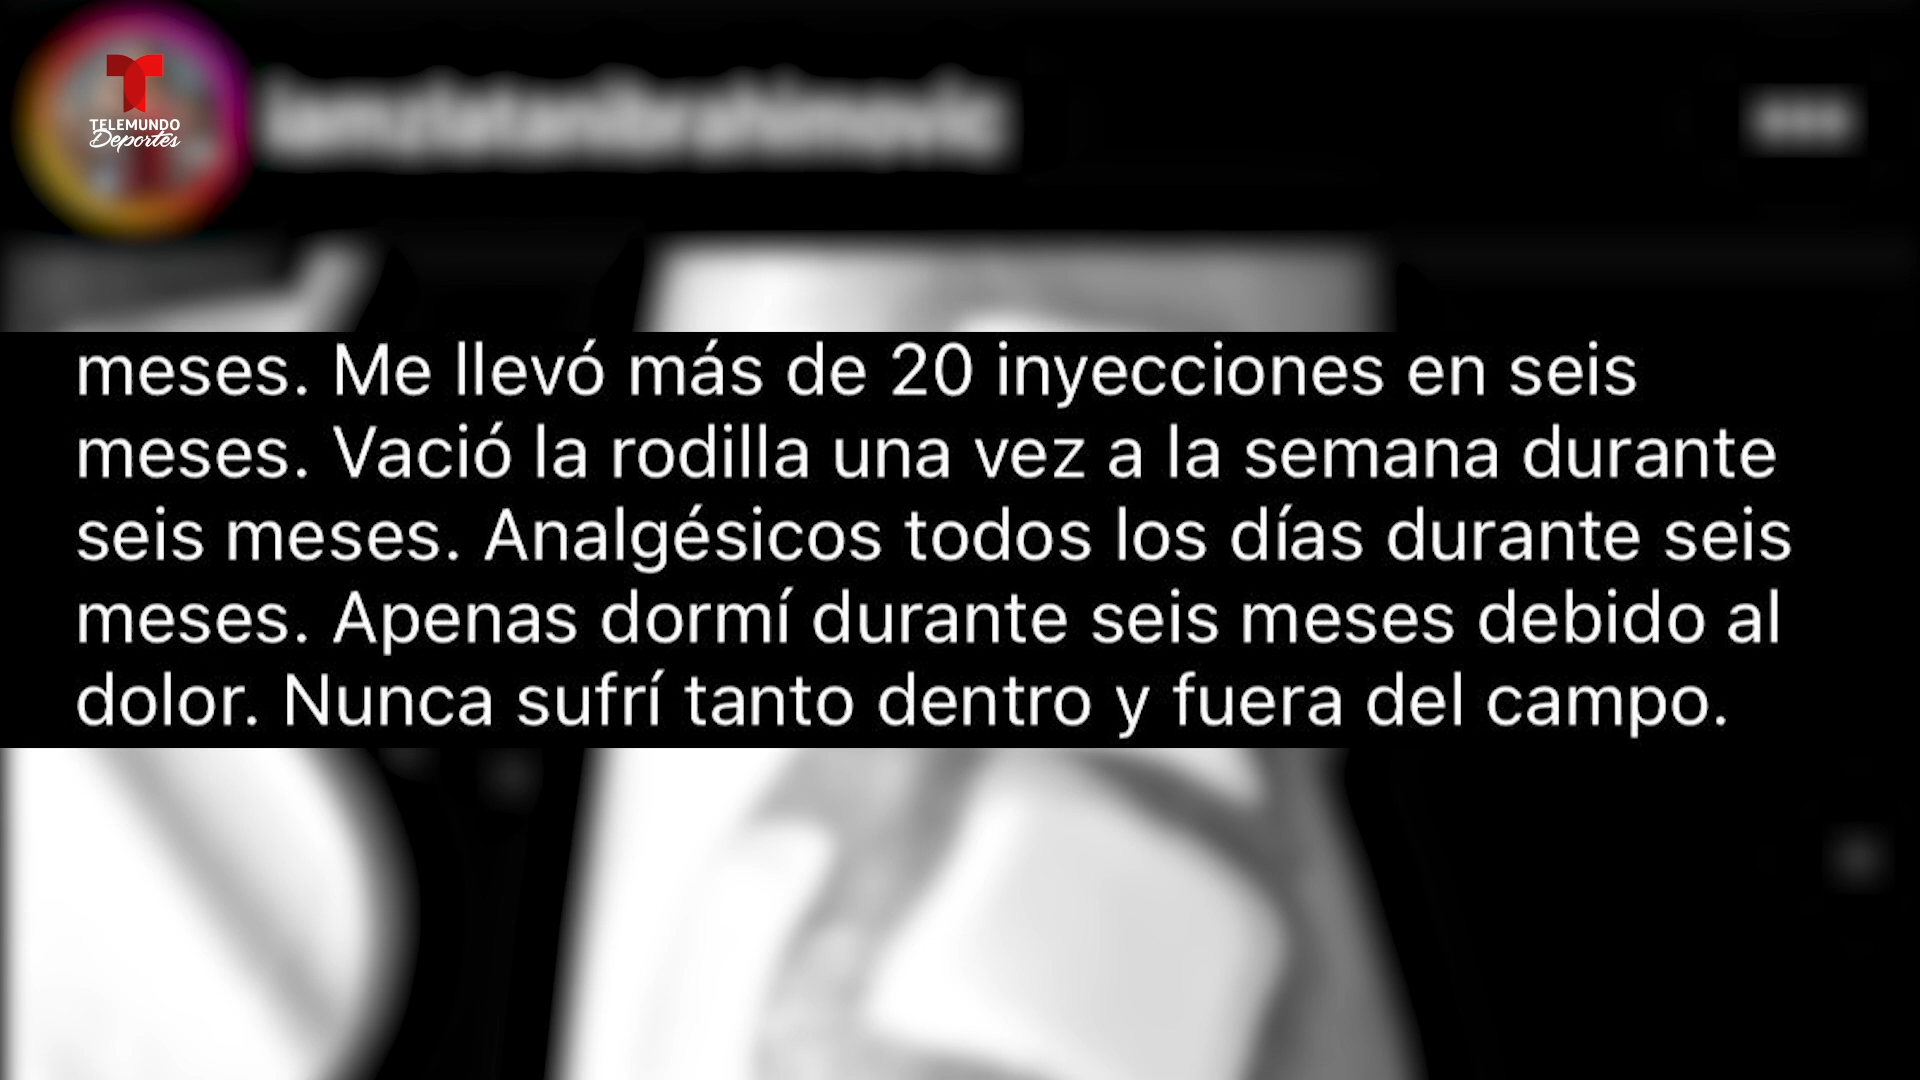 TELEMUNDO
Deportes
iamzlatanibrahimovic
meses. Me llevó más de 20 inyecciones en seis
meses. Vació la rodilla una vez a la semana durante
seis meses. Analgésicos todos los días durante seis
meses. Apenas dormí durante seis meses debido al
dolor. Nunca sufrí tanto dentro y fuera del campo.